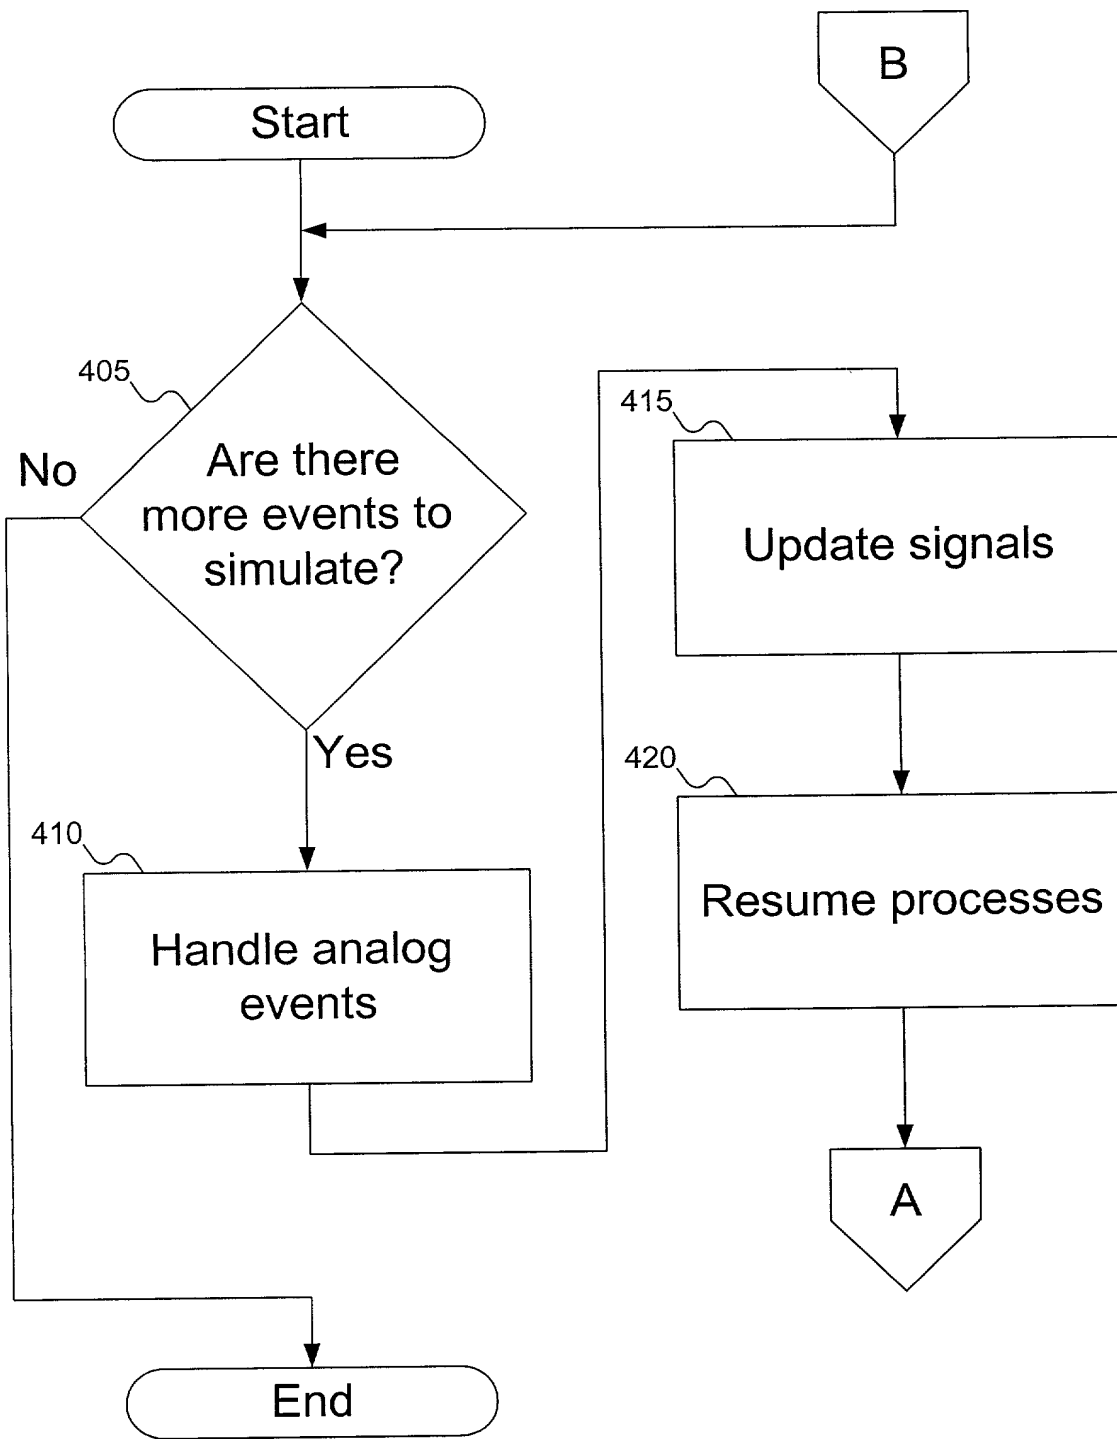 B
Start
405
No
Are there
more events to
simulate?
Yes
410
Handle analog
events
415
Update signals
420
Resume processes
A
End